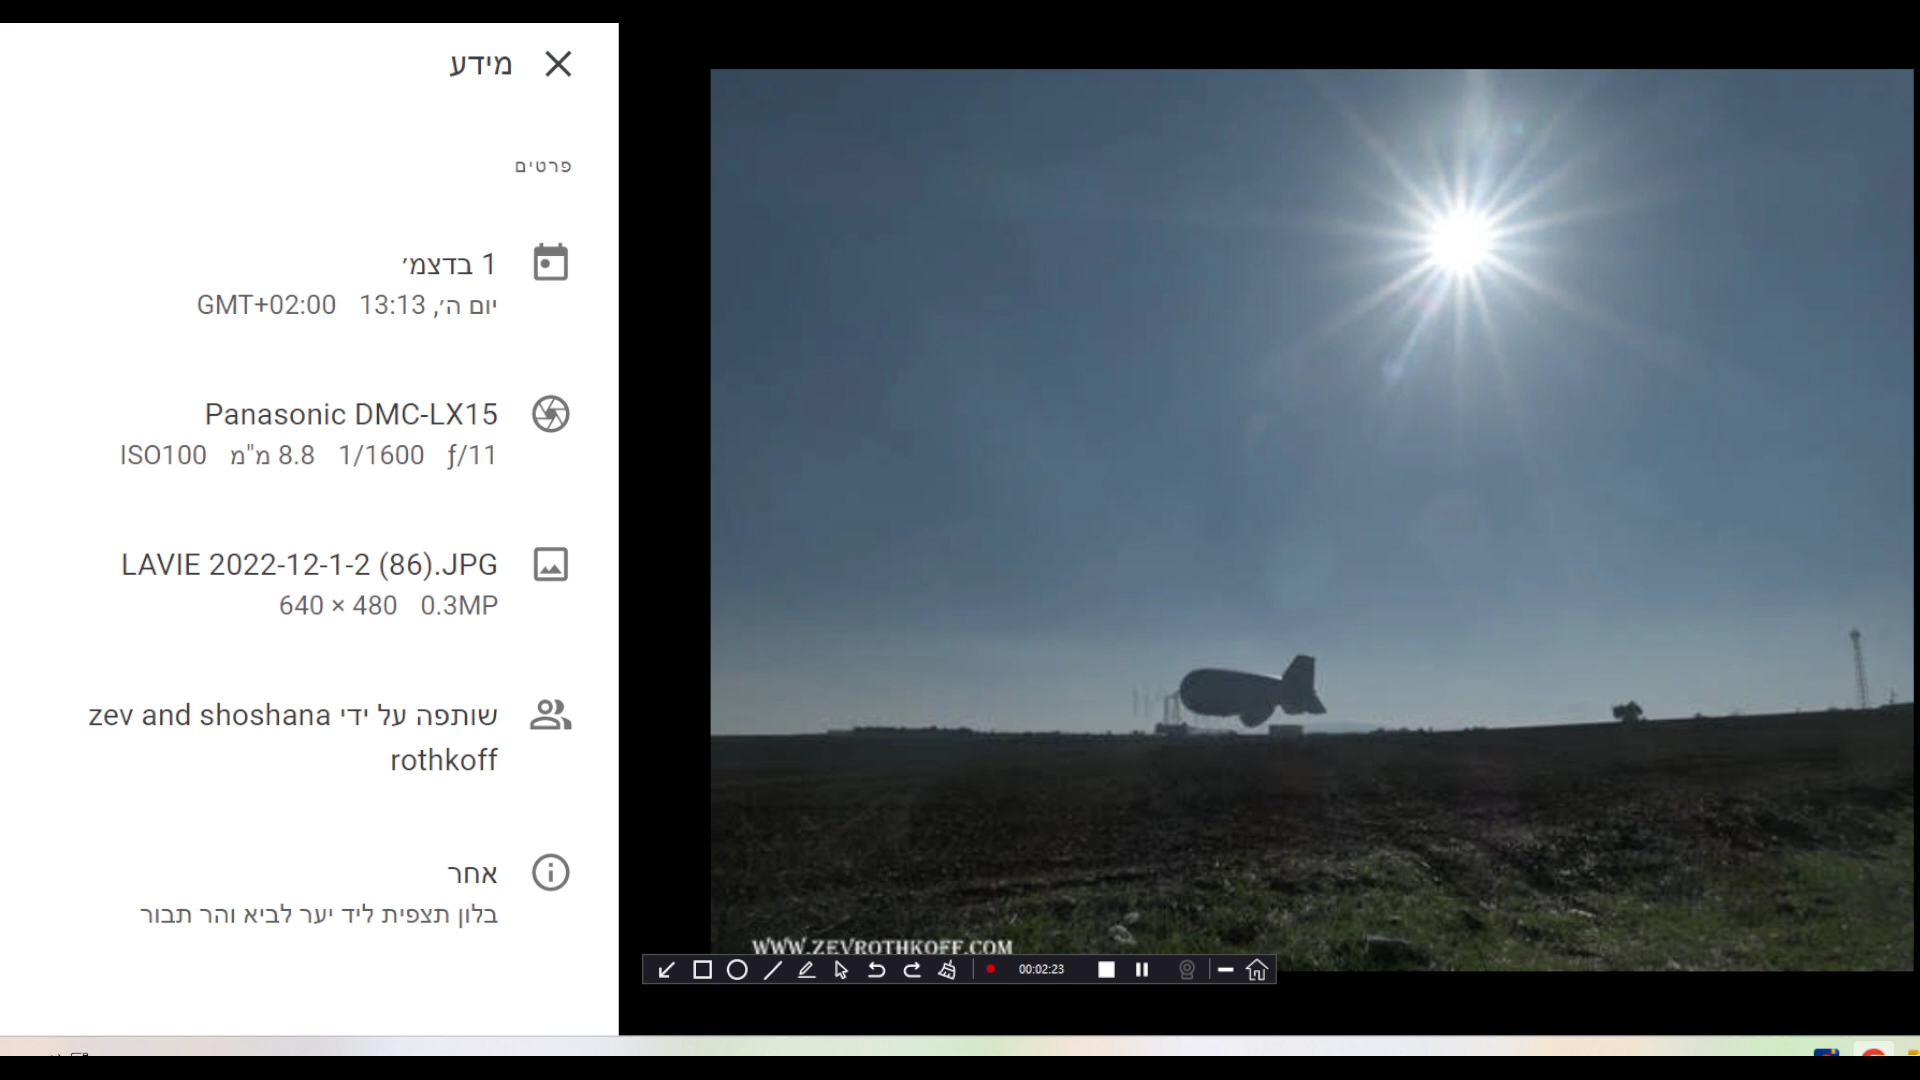 מידע
פרטים
1 בדצמ׳
יום ה׳, 13:13 GMT+02:00
Panasonic DMC-LX15
ƒ/11 1/1600 8.8 מ"מ ISO100
LAVIE 2022-12-1-2 (86).JPG
640 × 480 0.3MP
שותפה על ידי zev and shoshana
rothkoff
אחר
בלון תצפית ליד יער לביא והר תבור
WWW.ZEVROTHKOFF.COM
00:02:23